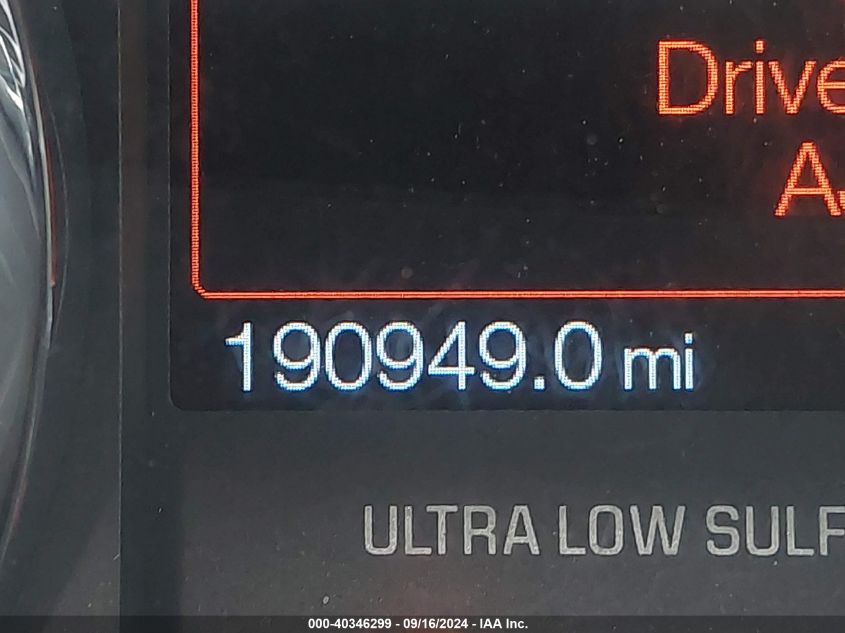 Drive
A
190949.0 mi
ULTRA LOW SULF
000-40346299 - 09/16/2024 - IAA Inc.